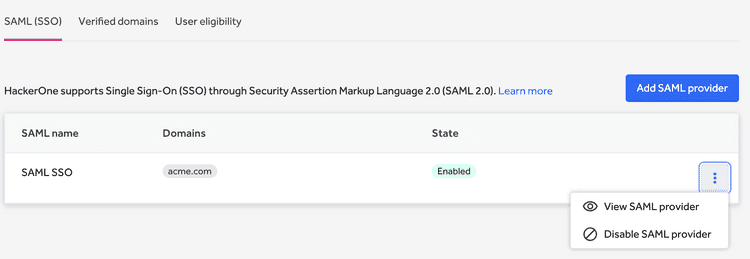 SAML (SSO) Verified domains User eligibility
HackerOne supports Single Sign-On (SSO) through Security Assertion Markup Language 2.0 (SAML 2.0). Learn more
Add SAML provider
SAML name Domains State
SAML SSO acme.com Enabled
View SAML provider
Disable SAML provider